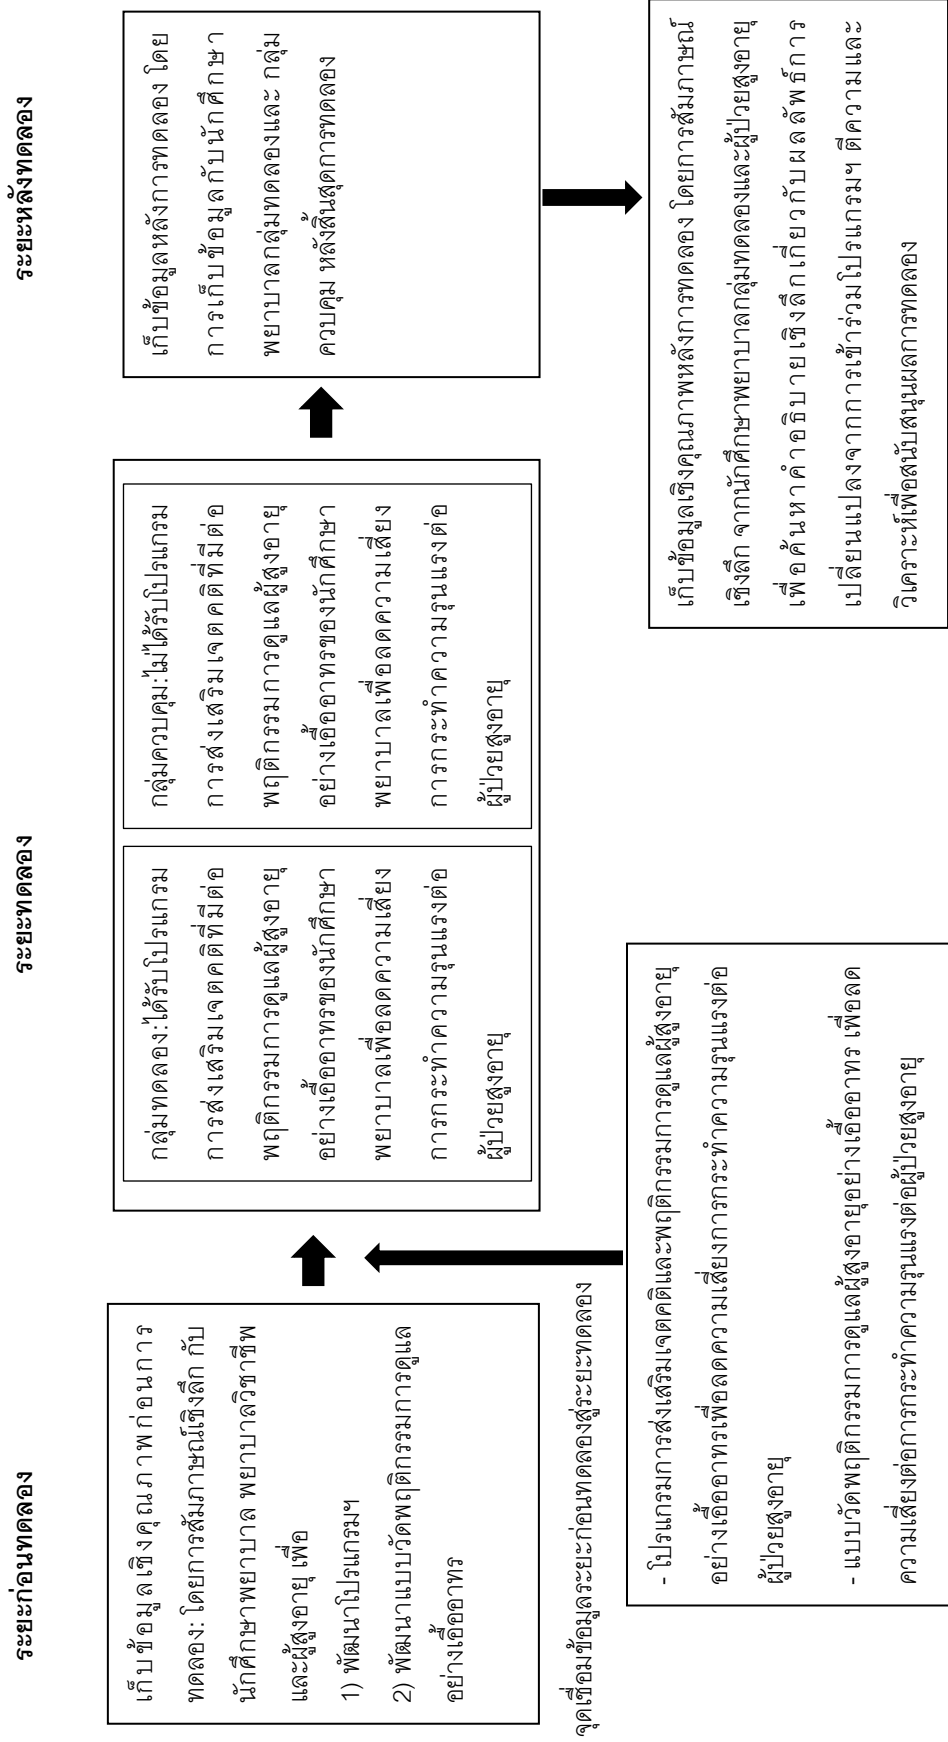 ระยะก่อนทดลอง
ระยะทดลอง
ระยะหลังทดลอง
เก็บข้อมูลเชิงคุณภาพก่อนการ
ทดลอง: โดยการสัมภาษณ์เชิงลึก กับ
นักศึกษาพยาบาล พยาบาลวิชาชีพ
และผู้สูงอายุ เพื่อ
1) พัฒนาโปรแกรมฯ
2) พัฒนาแบบวัดพฤติกรรมการดูแล
อย่างเอื้ออาทร
กลุ่มทดลอง:ได้รับโปรแกรม
การส่งเสริมเจตคติที่มีต่อ
พฤติกรรมการดูแลผู้สูงอายุ
อย่างเอื้ออาทรของนักศึกษา
พยาบาลเพื่อลดความเสี่ยง
การกระทำความรุนแรงต่อ
ผู้ป่วยสูงอายุ
กลุ่มควบคุม:ไม่ได้รับโปรแกรม
การส่งเสริมเจตคติที่มีต่อ
พฤติกรรมการดูแลผู้สูงอายุ
อย่างเอื้ออาทรของนักศึกษา
พยาบาลเพื่อลดความเสี่ยง
การกระทำความรุนแรงต่อ
ผู้ป่วยสูงอายุ
เก็บข้อมูลหลังการทดลอง โดย
การเก็บข้อมูลกับนักศึกษา
พยาบาลกลุ่มทดลองและ กลุ่ม
ควบคุม หลังสิ้นสุดการทดลอง
จุดเชื่อมข้อมูลระยะก่อนทดลองสู่ระยะทดลอง
- โปรแกรมการส่งเสริมเจตคติและพฤติกรรมการดูแลผู้สูงอายุ
อย่างเอื้ออาทรเพื่อลดความเสี่ยงการกระทำความรุนแรงต่อ
ผู้ป่วยสูงอายุ
- แบบวัดพฤติกรรมการดูแลผู้สูงอายุอย่างเอื้ออาทร เพื่อลด
ความเสี่ยงต่อการกระทำความรุนแรงต่อผู้ป่วยสูงอายุ
เก็บข้อมูลเชิงคุณภาพหลังการทดลอง โดยการสัมภาษณ์
เชิงลึก จากนักศึกษาพยาบาลกลุ่มทดลองและผู้ป่วยสูงอายุ
เพื่อค้นหาคำอธิบายเชิงลึกเกี่ยวกับผลลัพธ์การ
เปลี่ยนแปลงจากการเข้าร่วมโปรแกรมฯ ตีความและ
วิเคราะห์เพื่อสนับสนุนผลการทดลอง